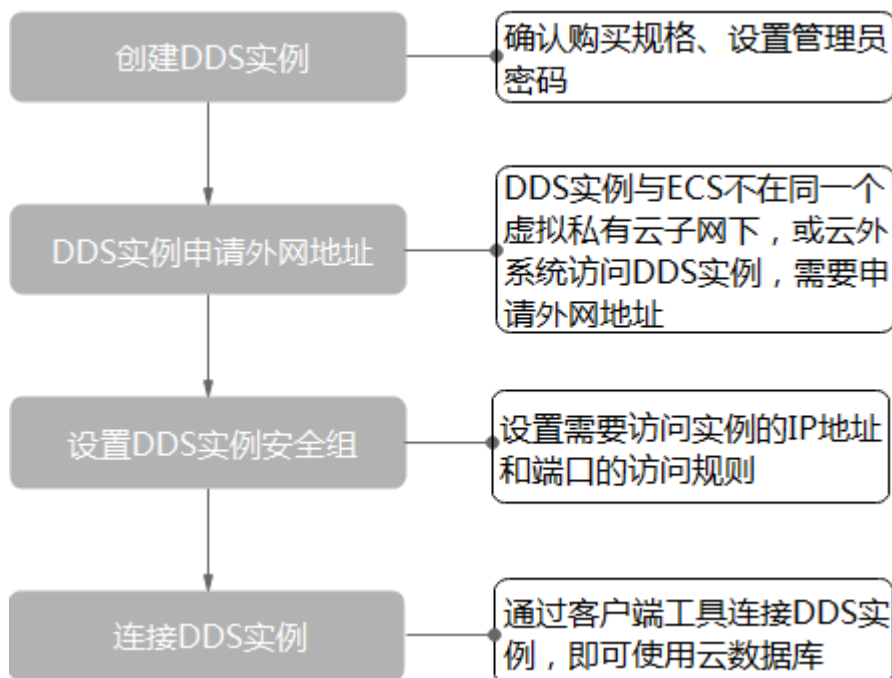 创建DDS实例
确认购买规格、设置管理员
密码
DDS实例申请外网地址
DDS实例与ECS不在同一个
虚拟私有云子网下，或云外
系统访问DDS实例，需要申
请外网地址
设置DDS实例安全组
设置需要访问实例的IP地址
和端口的访问规则
连接DDS实例
通过客户端工具连接DDS实
例，即可使用云数据库